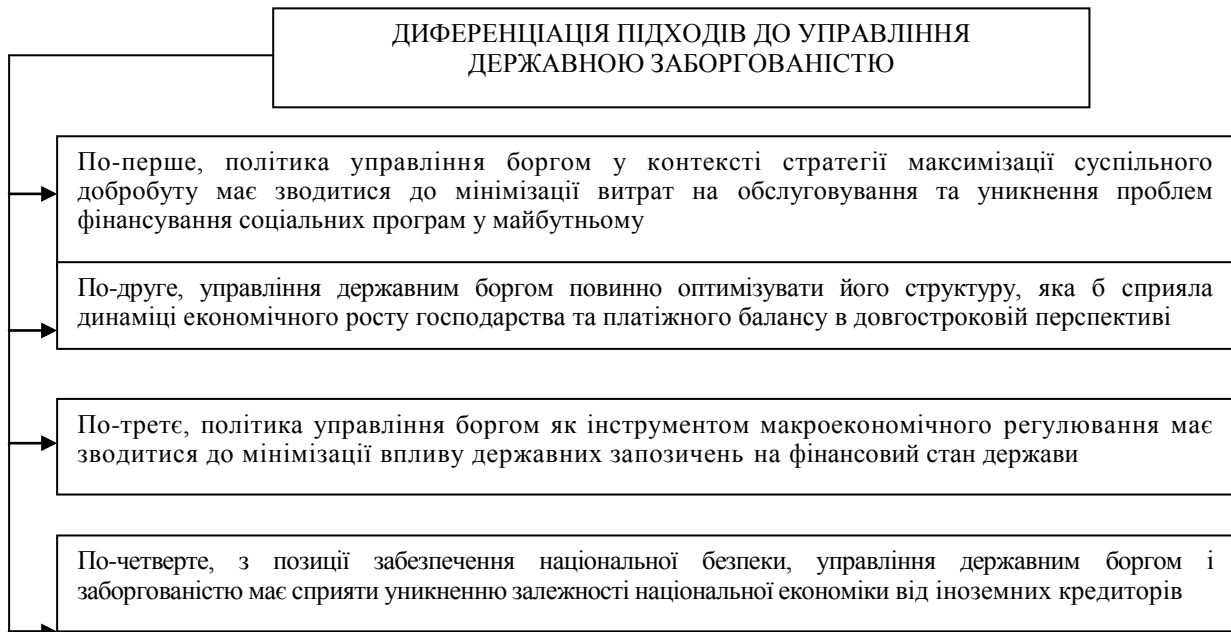 ДИФЕРЕНЦІАЦІЯ ПІДХОДІВ ДО УПРАВЛІННЯ
ДЕРЖАВНОЮ ЗАБОРГОВАНІСТЮ
По-перше, політика управління боргом у контексті стратегії максимізації суспільного
добробуту має зводитися до мінімізації витрат на обслуговування та уникнення проблем
фінансування соціальних програм у майбутньому
По-друге, управління державним боргом повинно оптимізувати його структуру, яка б сприяла
динаміці економічного росту господарства та платіжного балансу в довгостроковій перспективі
По-третє, політика управління боргом як інструментом макроекономічного регулювання має
зводитися до мінімізації впливу державних запозичень на фінансовий стан держави
По-четверте, з позиції забезпечення національної безпеки, управління державним боргом і
заборгованістю має сприяти уникненню залежності національної економіки від іноземних кредиторів